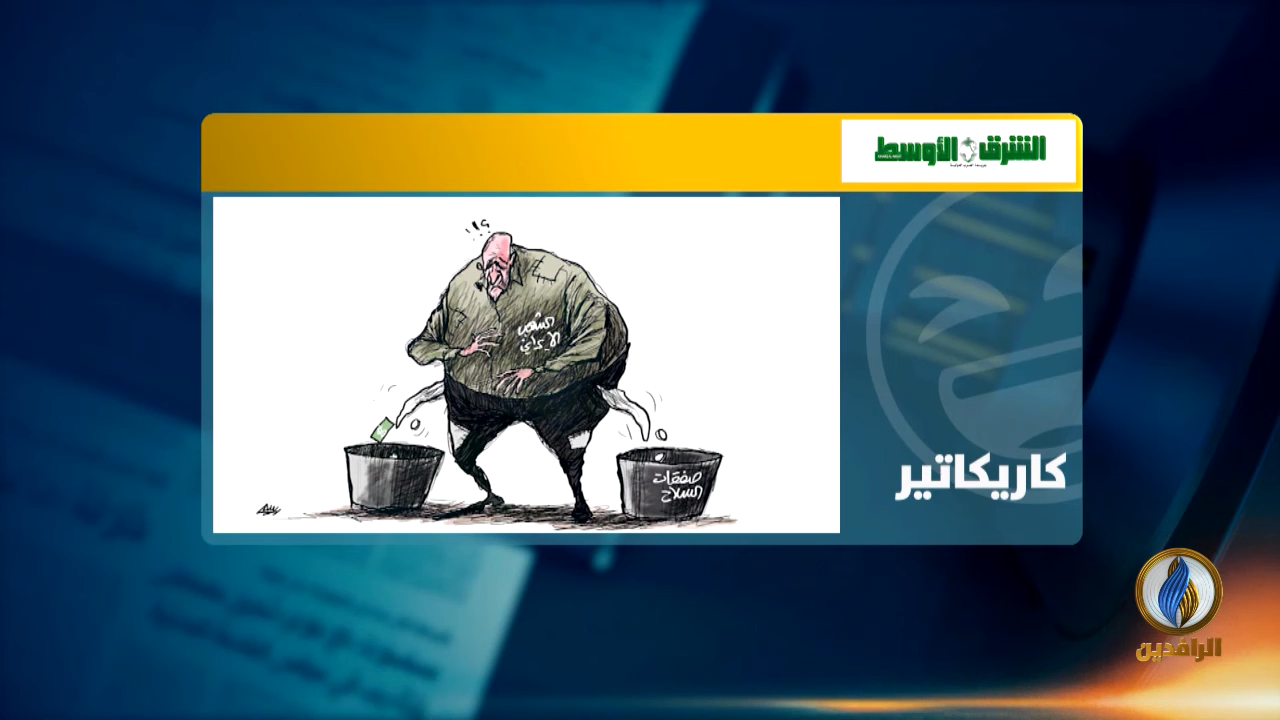 الشرق الأوسط
؟!!
الشعب
الإيراني
صفقات
السلاح
كاريكاتير
الرافدين